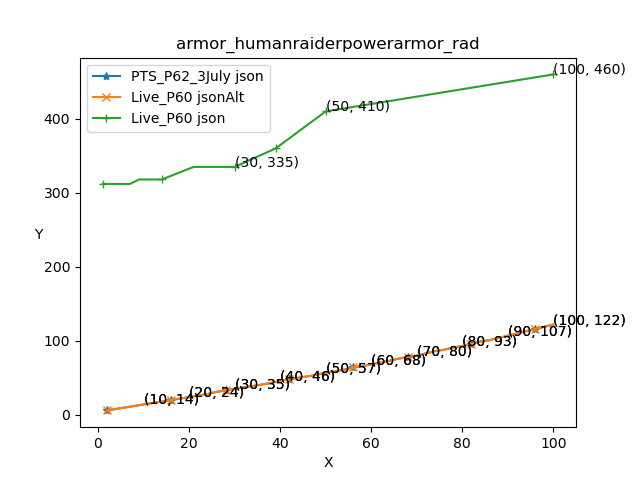 armor_humanraiderpowerarmor_rad
PTS_P62_3July json
Live_P60 jsonAlt
Live_P60 json
(100, 460)
(50, 410)
(30, 335)
(100, 122)
(90, 107)
(80, 93)
(70, 80)
(60, 68)
(50, 57)
(40, 46)
(30, 35)
(20, 24)
(10, 14)
Y
400
300
200
100
0
0 20 40 60 80 100
X